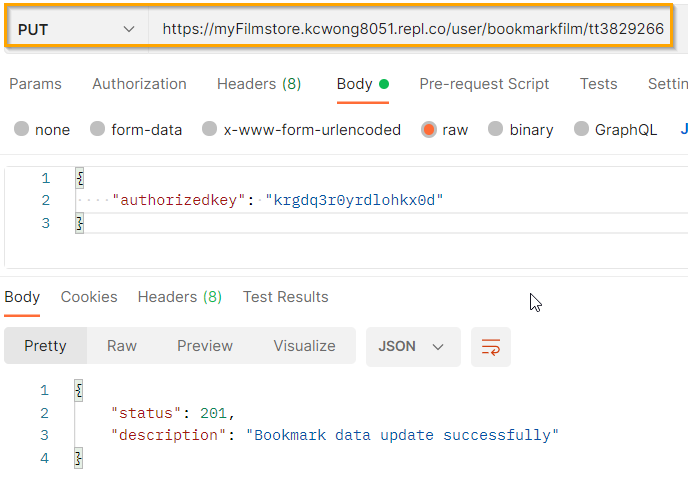 PUT https://myFilmstore.kcwong8051.repl.co/user/bookmarkfilm/tt3829266
Params Authorization Headers (8) Body Pre-request Script Tests Settin
none form-data x-www-form-urlencoded raw binary GraphQL J
1 {
2 "authorizedkey": "krgdq3r0yrdlohkx0d"
3 }
Body Cookies Headers (8) Test Results
Pretty Raw Preview Visualize JSON
1 {
2 "status": 201,
3 "description": "Bookmark data update successfully"
4 }